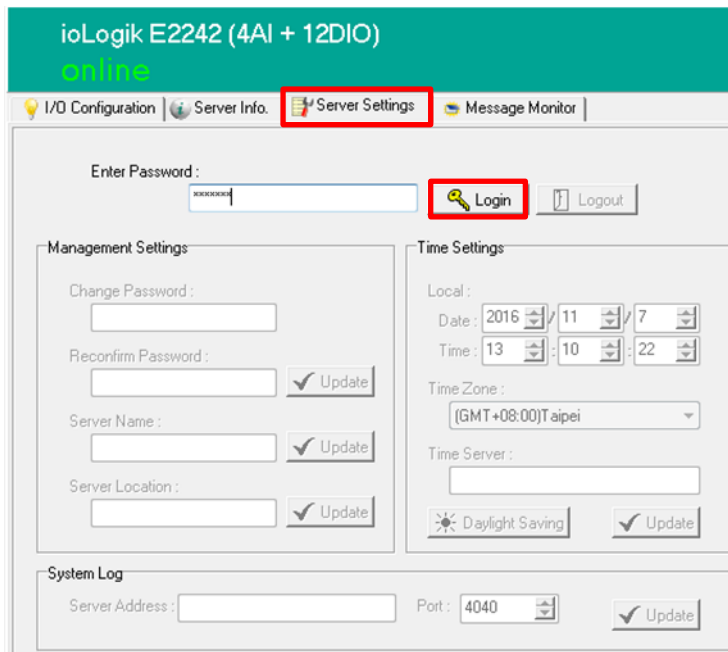 ioLogik E2242 (4AI + 12DIO)
online
I/O Configuration Server Info. Server Settings Message Monitor
Enter Password :
******* Login Logout
Management Settings
Change Password :
Reconfirm Password :
Update
Server Name :
Update
Server Location :
Update
Time Settings
Local :
Date : 2016 / 11 / 7
Time : 13 : 10 : 22
Time Zone :
(GMT+08:00)Taipei
Time Server :
Daylight Saving Update
System Log
Server Address : Port : 4040 Update